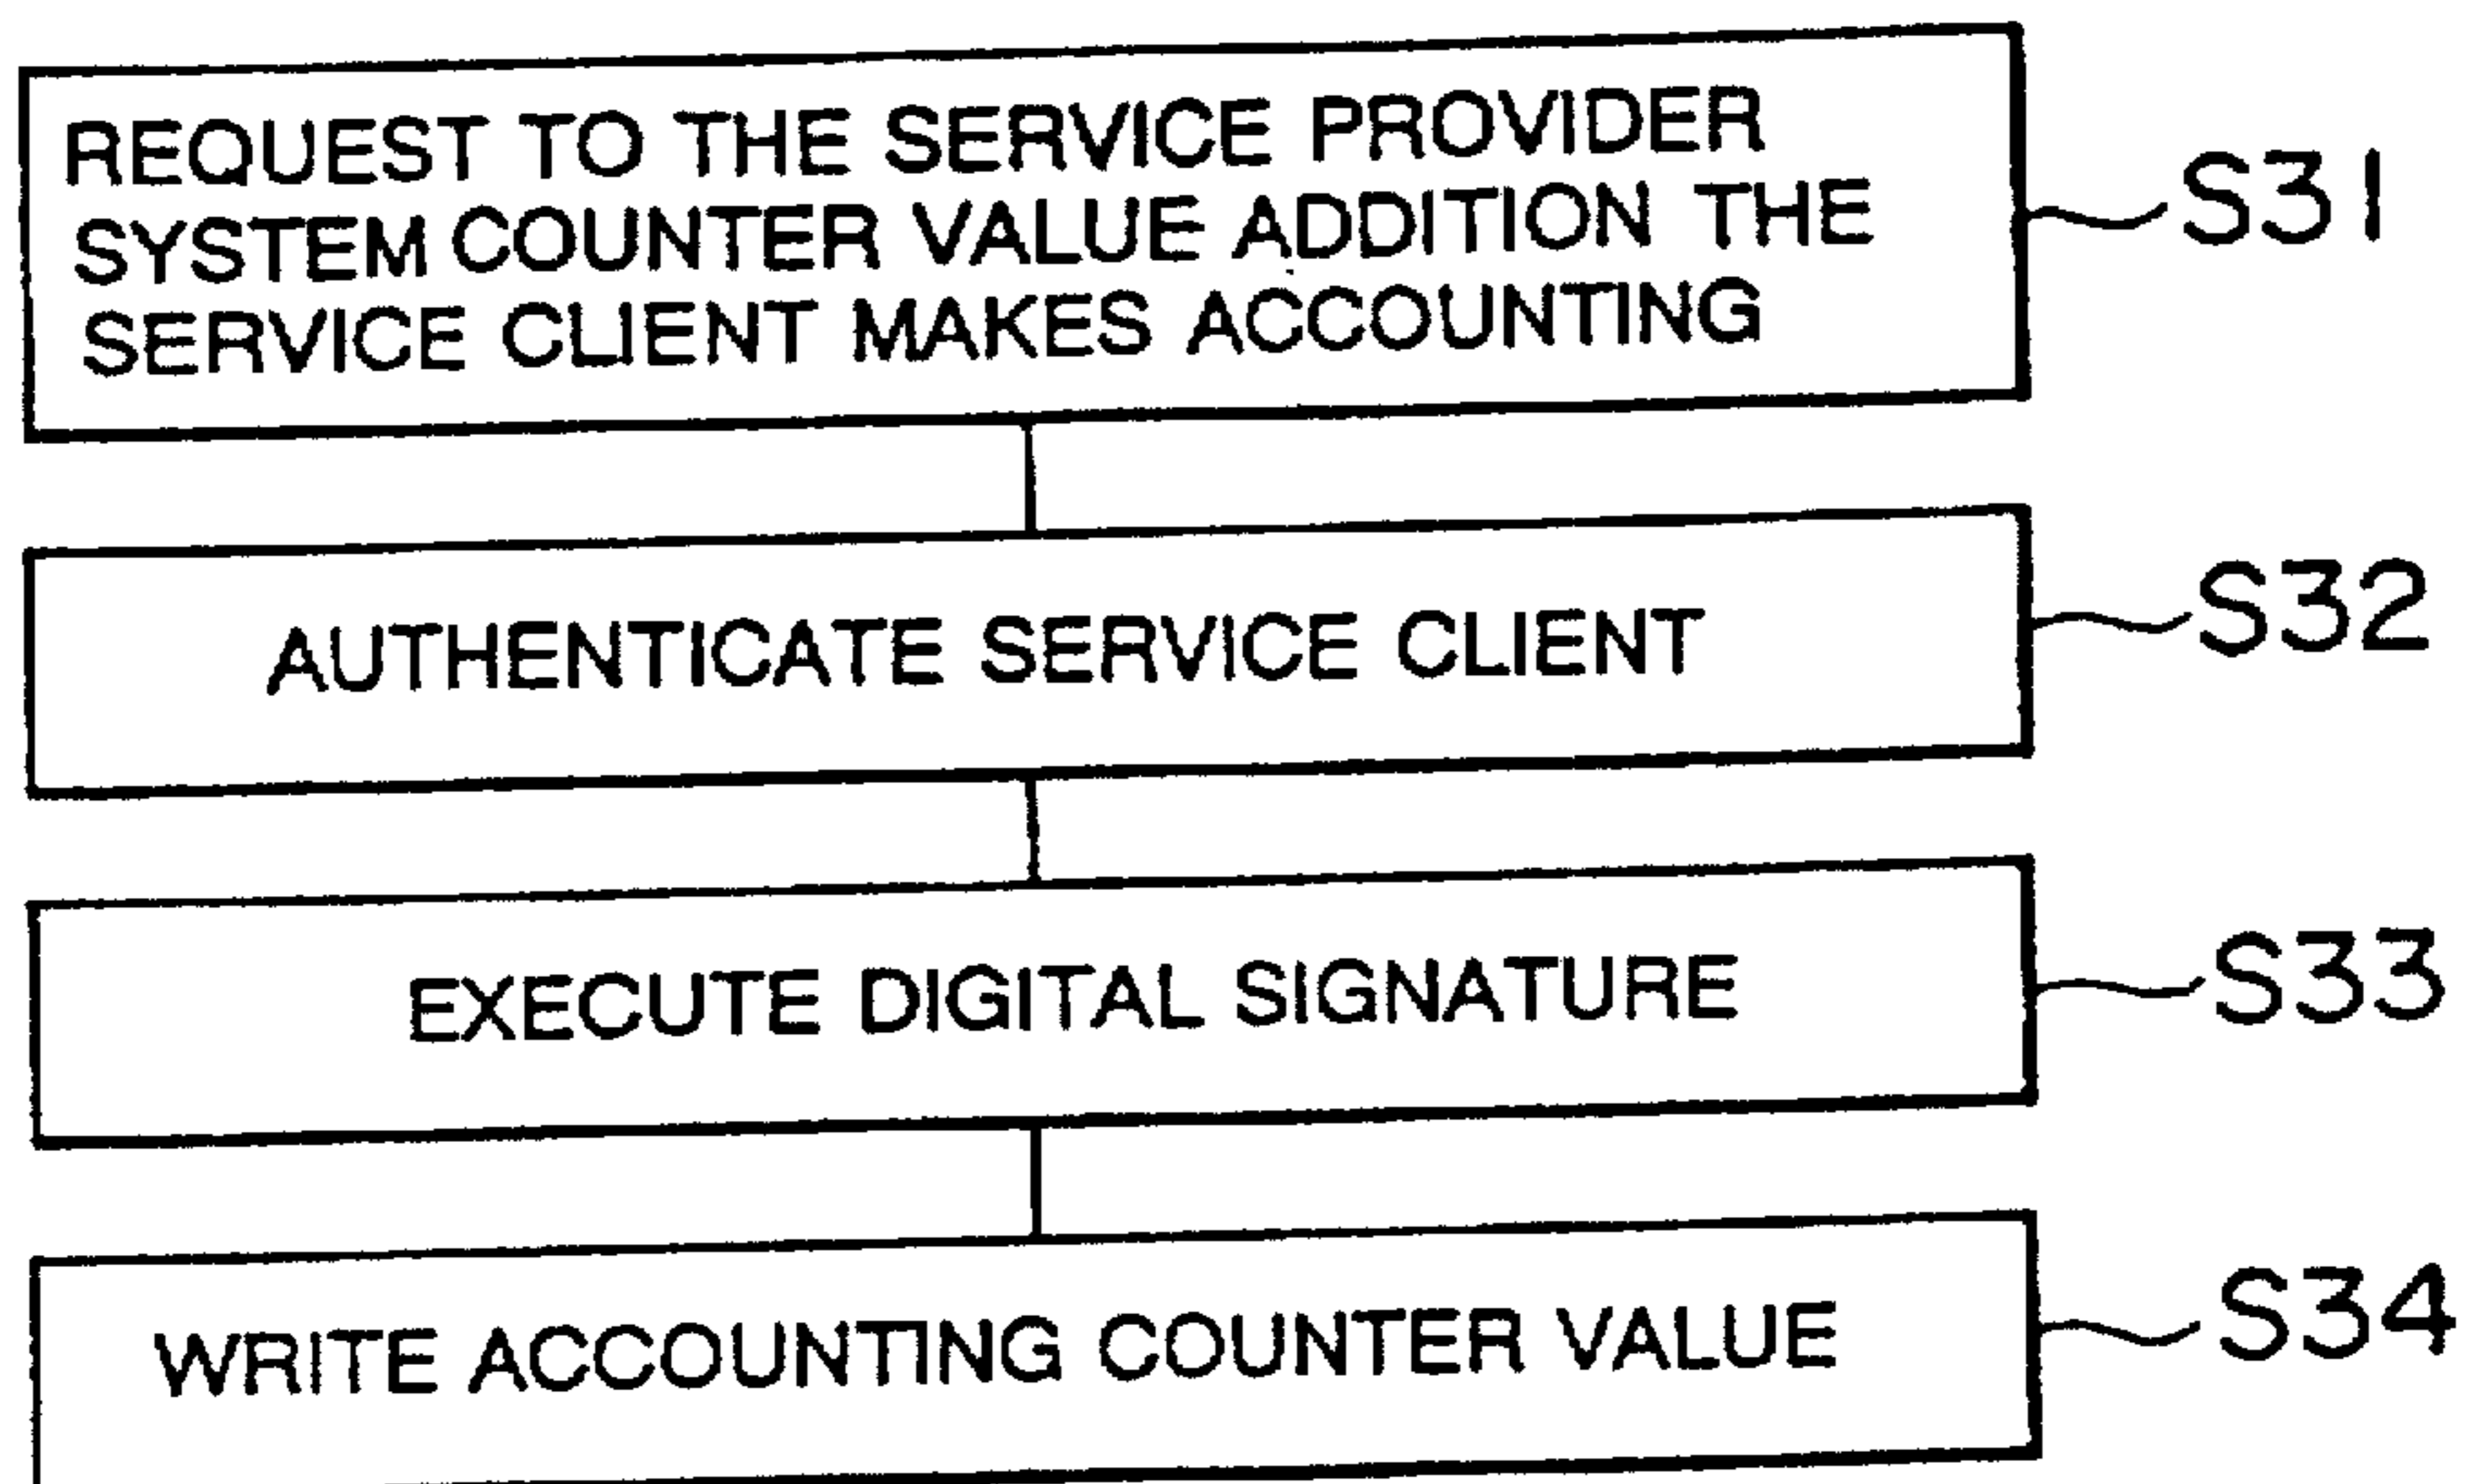 REQUEST TO THE SERVICE PROVIDER
SYSTEM COUNTER VALUE ADDITION THE
SERVICE CLIENT MAKES ACCOUNTING
S31
AUTHENTICATE SERVICE CLIENT
S32
EXECUTE DIGITAL SIGNATURE
S33
WRITE ACCOUNTING COUNTER VALUE
S34